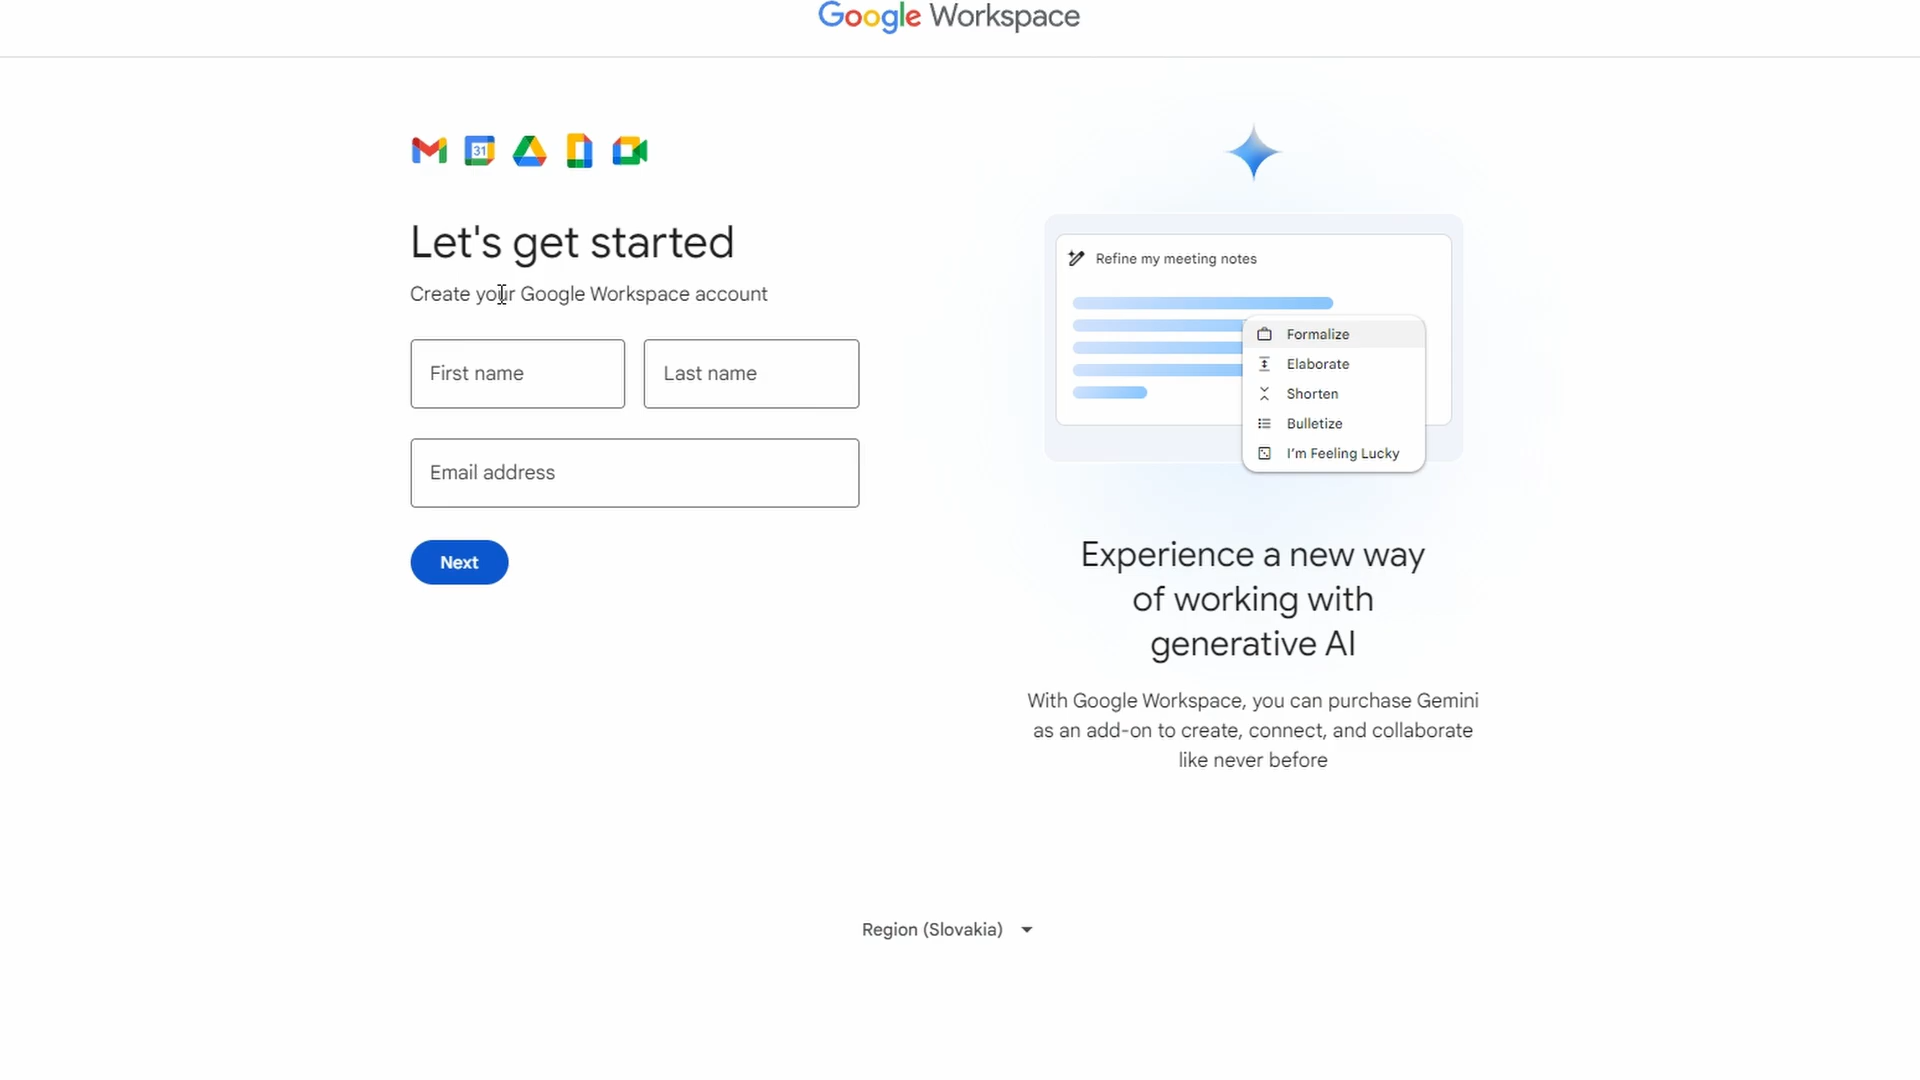 Google Workspace
31
Let's get started
Create your Google Workspace account
First name
Last name
Email address
Next
Refine my meeting notes
Formalize
Elaborate
Shorten
Bulletize
I'm Feeling Lucky
Experience a new way
of working with
generative AI
With Google Workspace, you can purchase Gemini
as an add-on to create, connect, and collaborate
like never before
Region (Slovakia)